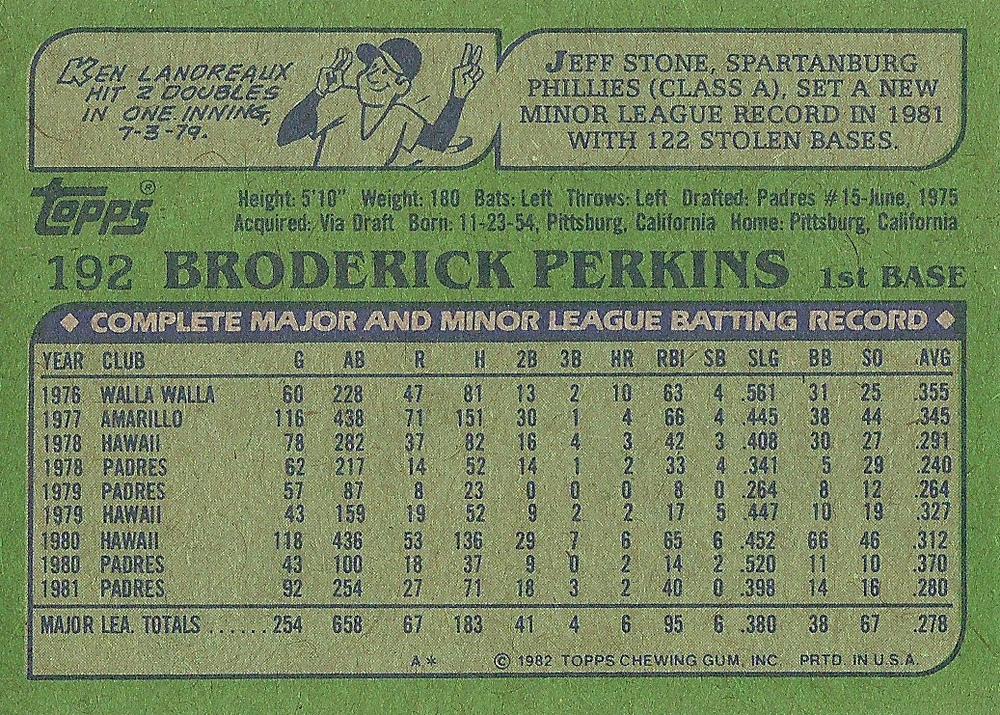 KEN LANDREAUX
HIT 2 DOUBLES
IN ONE INNING,
7-3-79.
JEFF STONE, SPARTANBURG
PHILLIES (CLASS A), SET A NEW
MINOR LEAGUE RECORD IN 1981
WITH 122 STOLEN BASES.
Topps®
Height: 5'10" Weight: 180 Bats: Left Throws: Left Drafted: Padres #15-June, 1975
Acquired: Via Draft Born: 11-23-54, Pittsburg, California Home: Pittsburg, California
192 BRODERICK PERKINS 1st BASE
◆ COMPLETE MAJOR AND MINOR LEAGUE BATTING RECORD ◆
YEAR CLUB G AB R H 2B 3B HR RBI SB SLG BB SO AVG
1976 WALLA WALLA 60 228 47 81 13 2 10 63 4 .561 31 25 .355
1977 AMARILLO 116 438 71 151 30 1 4 66 4 .445 38 44 .345
1978 HAWAII 78 282 37 82 16 4 3 42 3 .408 30 27 .291
1978 PADRES 62 217 14 52 14 1 2 33 4 .341 5 29 .240
1979 PADRES 57 87 8 23 0 0 0 8 0 .264 8 12 .264
1979 HAWAII 43 159 19 52 9 2 2 17 5 .447 10 19 .327
1980 HAWAII 118 436 53 136 29 7 6 65 6 .452 66 46 .312
1980 PADRES 43 100 18 37 9 0 2 14 2 .520 11 10 .370
1981 PADRES 92 254 27 71 18 3 2 40 0 .398 14 16 .280
MAJOR LEA. TOTALS ...... 254 658 67 183 41 4 6 95 6 .380 38 67 .278
A* © 1982 TOPPS CHEWING GUM, INC. PRTD. IN U.S.A.